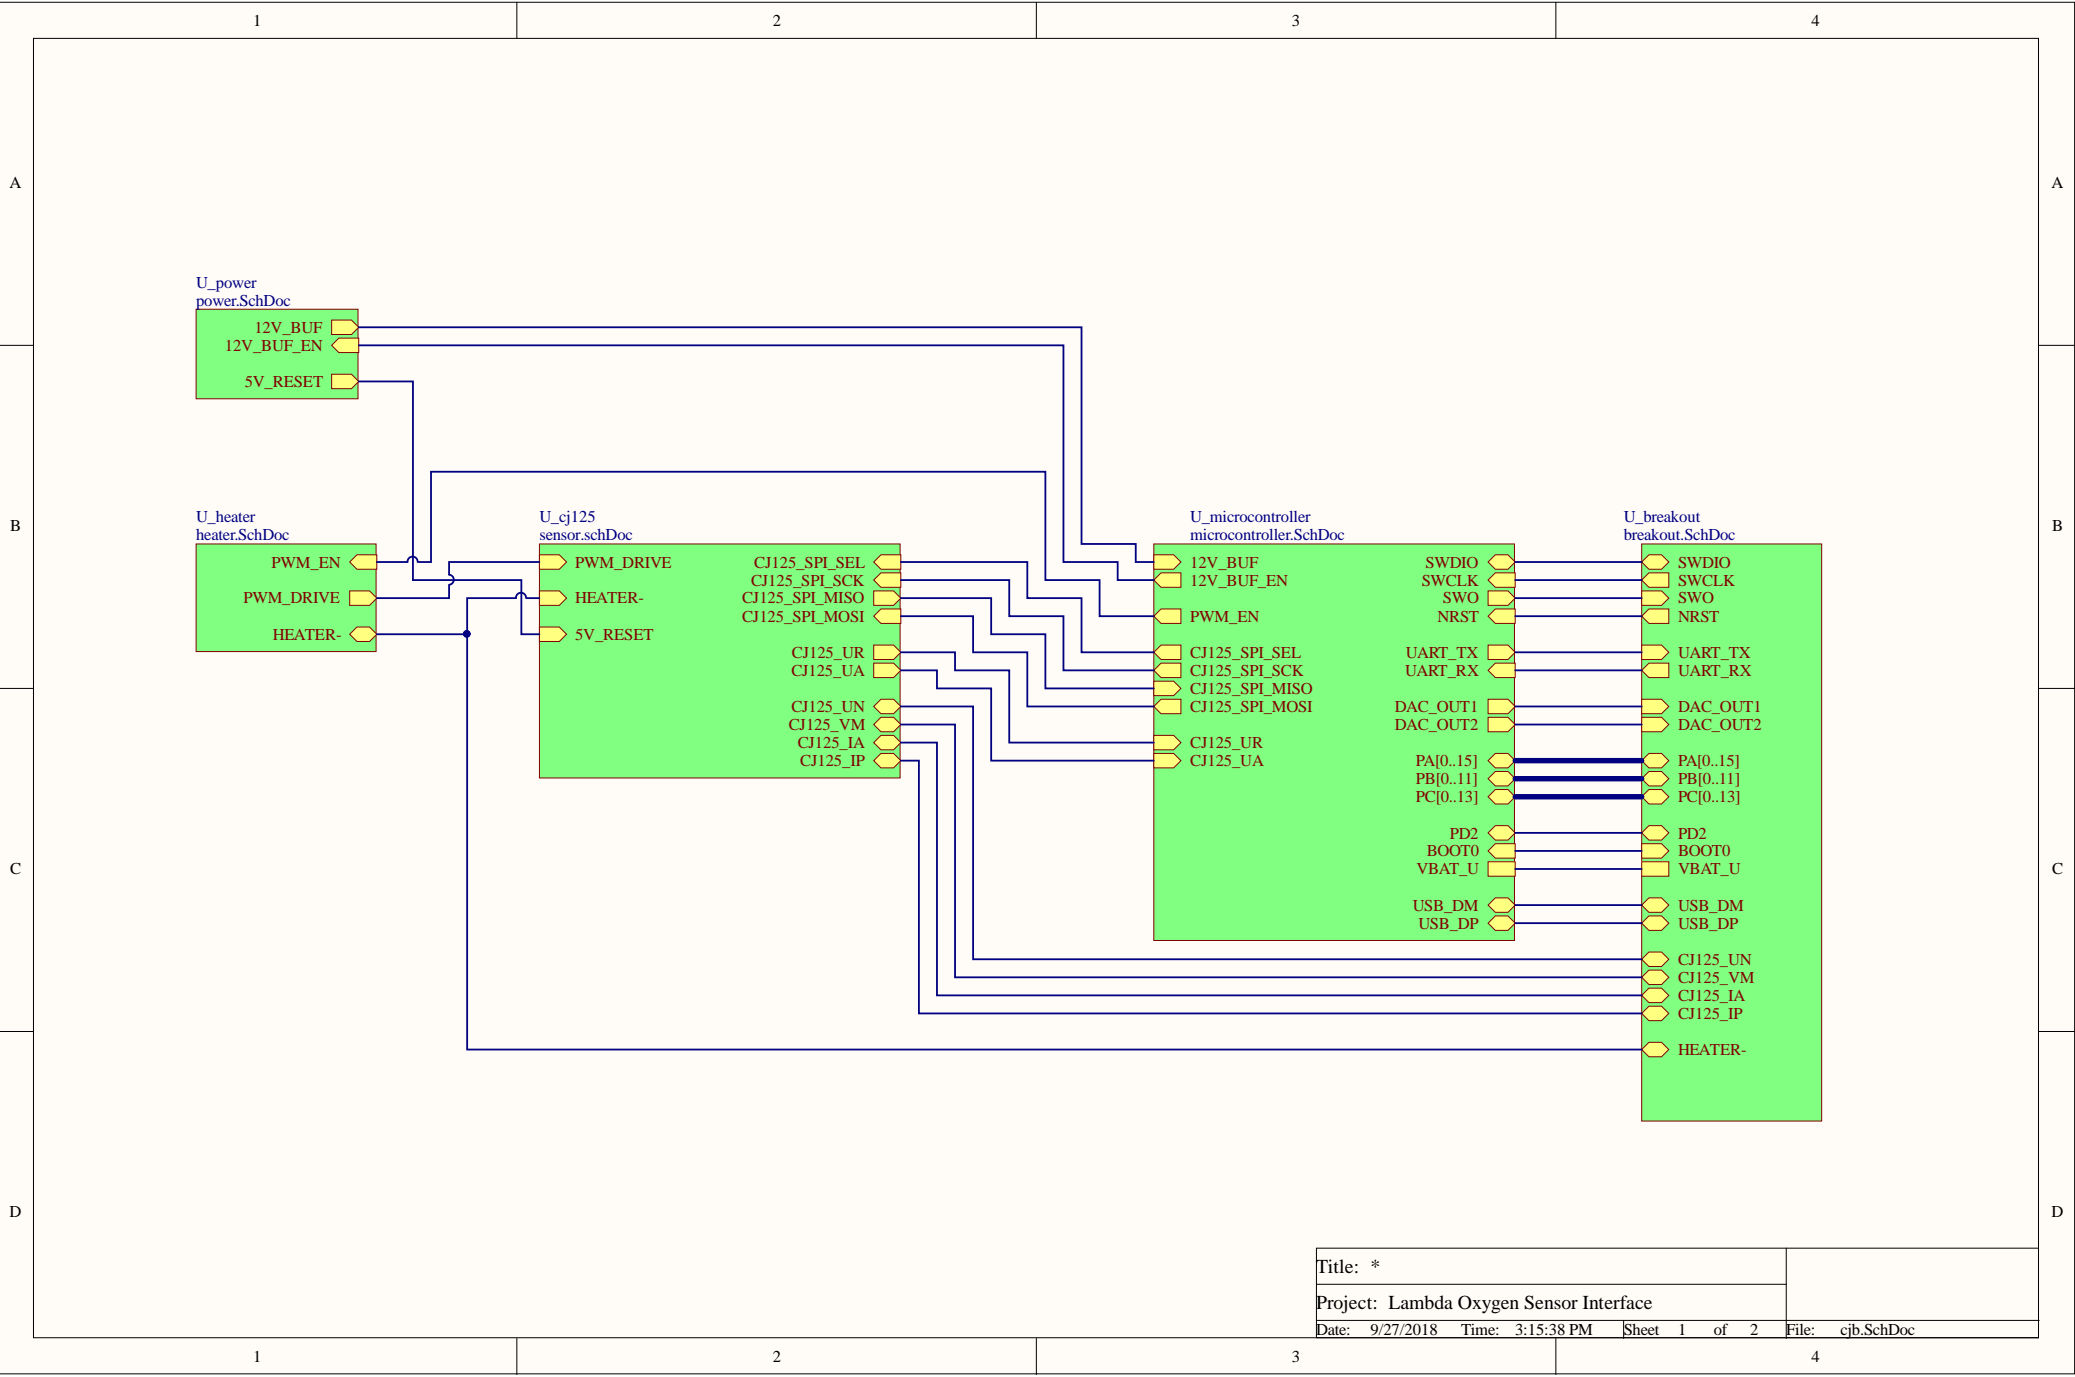 1 2 3 4
A A
U_power
power.SchDoc
12V_BUF
12V_BUF_EN
5V_RESET
B B
U_heater
heater.SchDoc
PWM_EN
PWM_DRIVE
HEATER-
U_cj125
sensor.schDoc
PWM_DRIVE
HEATER-
5V_RESET
CJ125_SPI_SEL
CJ125_SPI_SCK
CJ125_SPI_MISO
CJ125_SPI_MOSI
CJ125_UR
CJ125_UA
CJ125_UN
CJ125_VM
CJ125_IA
CJ125_IP
U_microcontroller
microcontroller.SchDoc
12V_BUF
12V_BUF_EN
PWM_EN
CJ125_SPI_SEL
CJ125_SPI_SCK
CJ125_SPI_MISO
CJ125_SPI_MOSI
CJ125_UR
CJ125_UA
SWDIO
SWCLK
SWO
NRST
UART_TX
UART_RX
DAC_OUT1
DAC_OUT2
PA[0..15]
PB[0..11]
PC[0..13]
PD2
BOOT0
VBAT_U
USB_DM
USB_DP
U_breakout
breakout.SchDoc
SWDIO
SWCLK
SWO
NRST
UART_TX
UART_RX
DAC_OUT1
DAC_OUT2
PA[0..15]
PB[0..11]
PC[0..13]
PD2
BOOT0
VBAT_U
USB_DM
USB_DP
CJ125_UN
CJ125_VM
CJ125_IA
CJ125_IP
HEATER-
C C
D D
Title: *
Project: Lambda Oxygen Sensor Interface
Date: 9/27/2018 Time: 3:15:38 PM Sheet 1 of 2 File: cjb.SchDoc
1 2 3 4